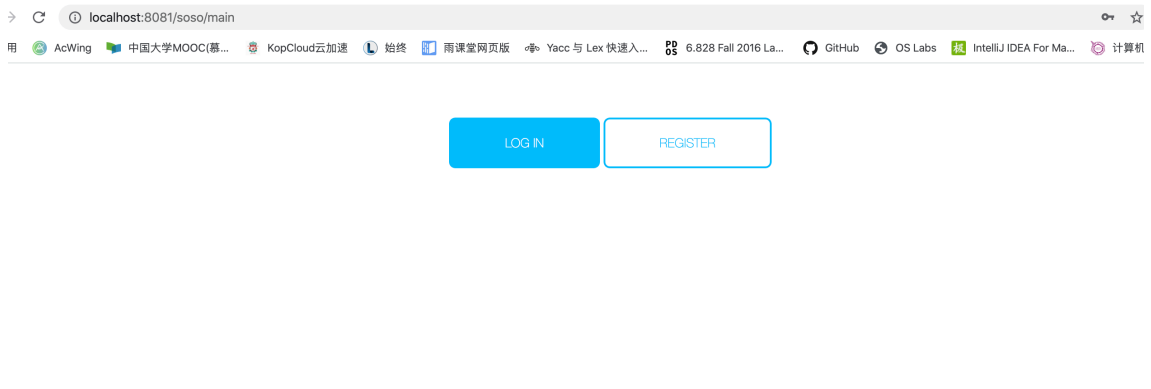 localhost:8081/soso/main
用 AcWing 中国大学MOOC(慕... KopCloud云加速 始终 雨课堂网页版 Yacc 与 Lex 快速入... PD OS 6.828 Fall 2016 La... GitHub OS Labs 极 IntelliJ IDEA For Ma... 计算机
LOG IN REGISTER